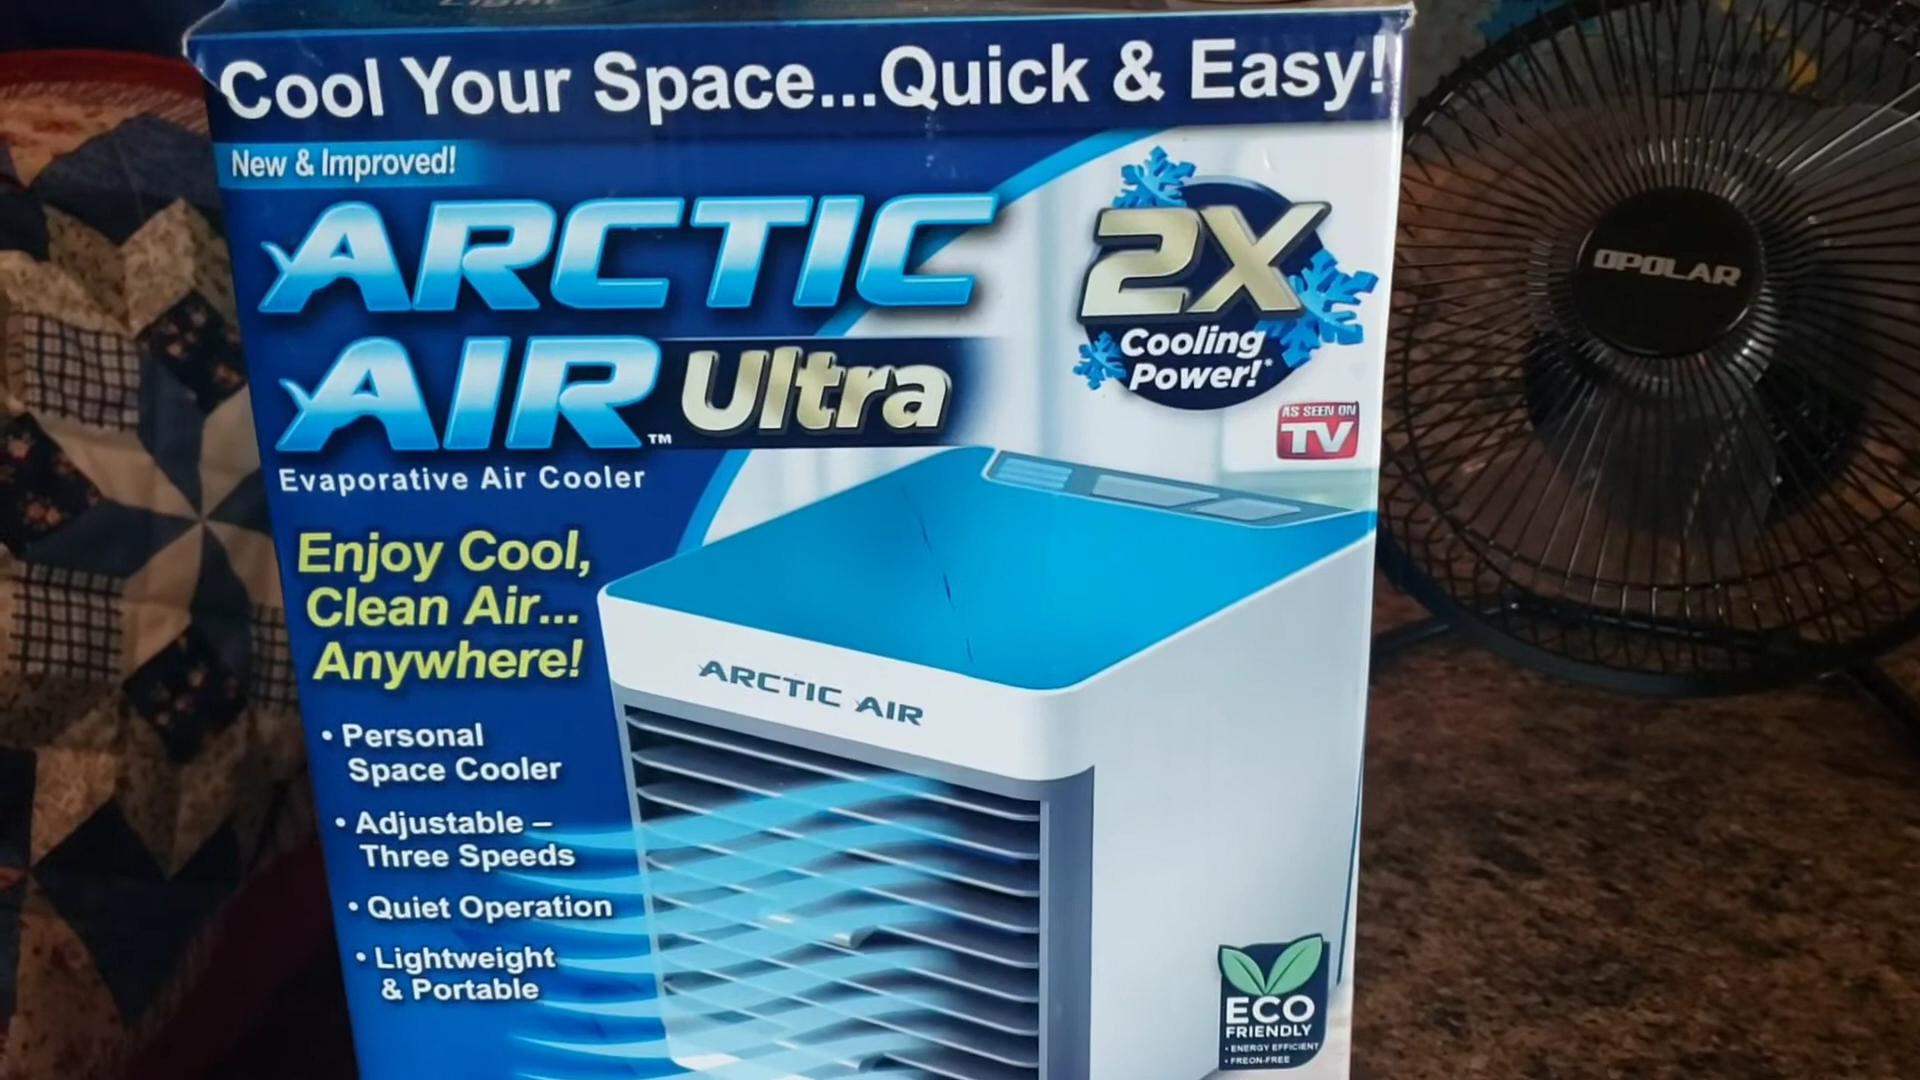 LIGHT
Cool Your Space...Quick & Easy!
New & Improved!
ARCTIC
AIR™ Ultra
Evaporative Air Cooler
2X
Cooling
Power!*
AS SEEN ON
TV
Enjoy Cool,
Clean Air...
Anywhere!
• Personal
Space Cooler
• Adjustable –
Three Speeds
• Quiet Operation
• Lightweight
& Portable
ARCTIC AIR
ECO
FRIENDLY
• ENERGY EFFICIENT
• FREON-FREE
OPOLAR